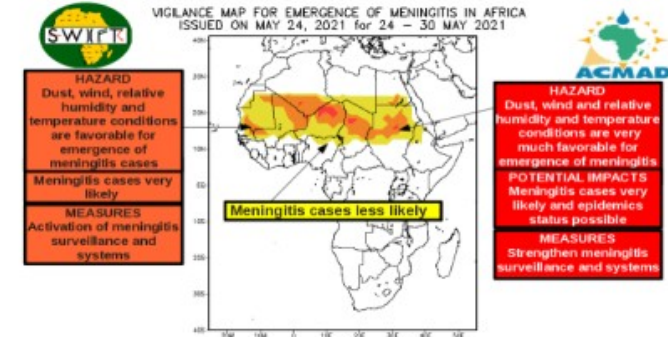 VIGILANCE MAP FOR EMERGENCE OF MENINGITIS IN AFRICA
ISSUED ON MAY 24, 2021 for 24 – 30 MAY 2021
SWIFT
ACMAD
HAZARD
Dust, wind, relative
humidity and
temperature conditions
are favorable for
emergence of
meningitis cases
Meningitis cases very
likely
MEASURES
Activation of meningitis
surveillance and
systems
Meningitis cases less likely
HAZARD
Dust, wind and relative
humidity and temperature
conditions are very
much favorable for
emergence of meningitis
POTENTIAL IMPACTS
Meningitis cases very
likely and epidemics
status possible
MEASURES
Strengthen meningitis
surveillance and systems